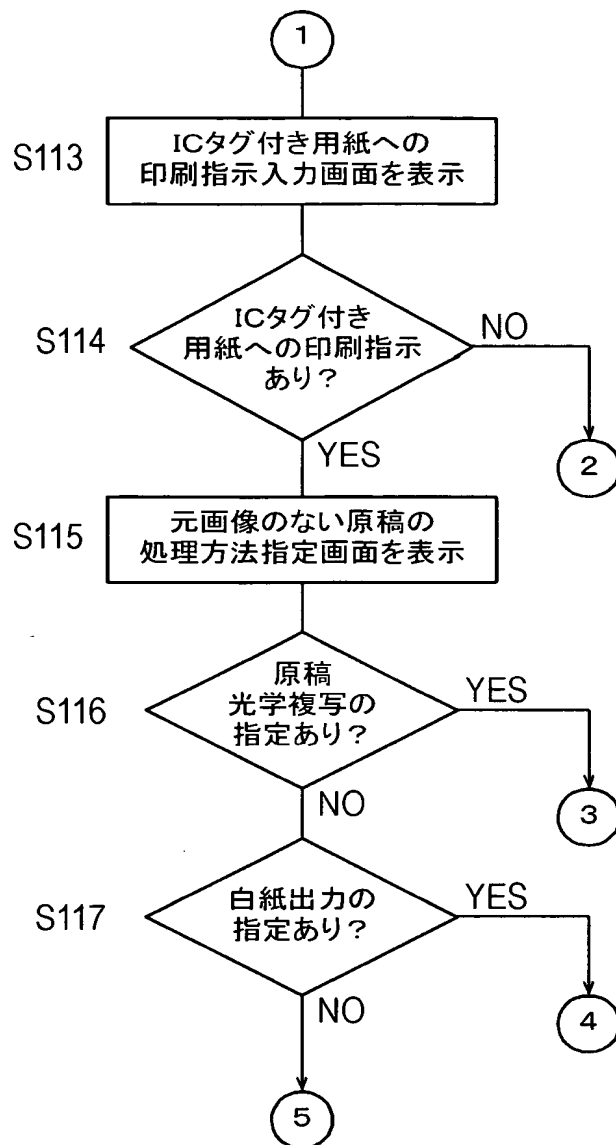 1
S113
ICタグ付き用紙への
印刷指示入力画面を表示
S114
ICタグ付き
用紙への印刷指示
あり?
NO
2
YES
S115
元画像のない原稿の
処理方法指定画面を表示
S116
原稿
光学複写の
指定あり?
YES
3
NO
S117
白紙出力の
指定あり?
YES
4
NO
5